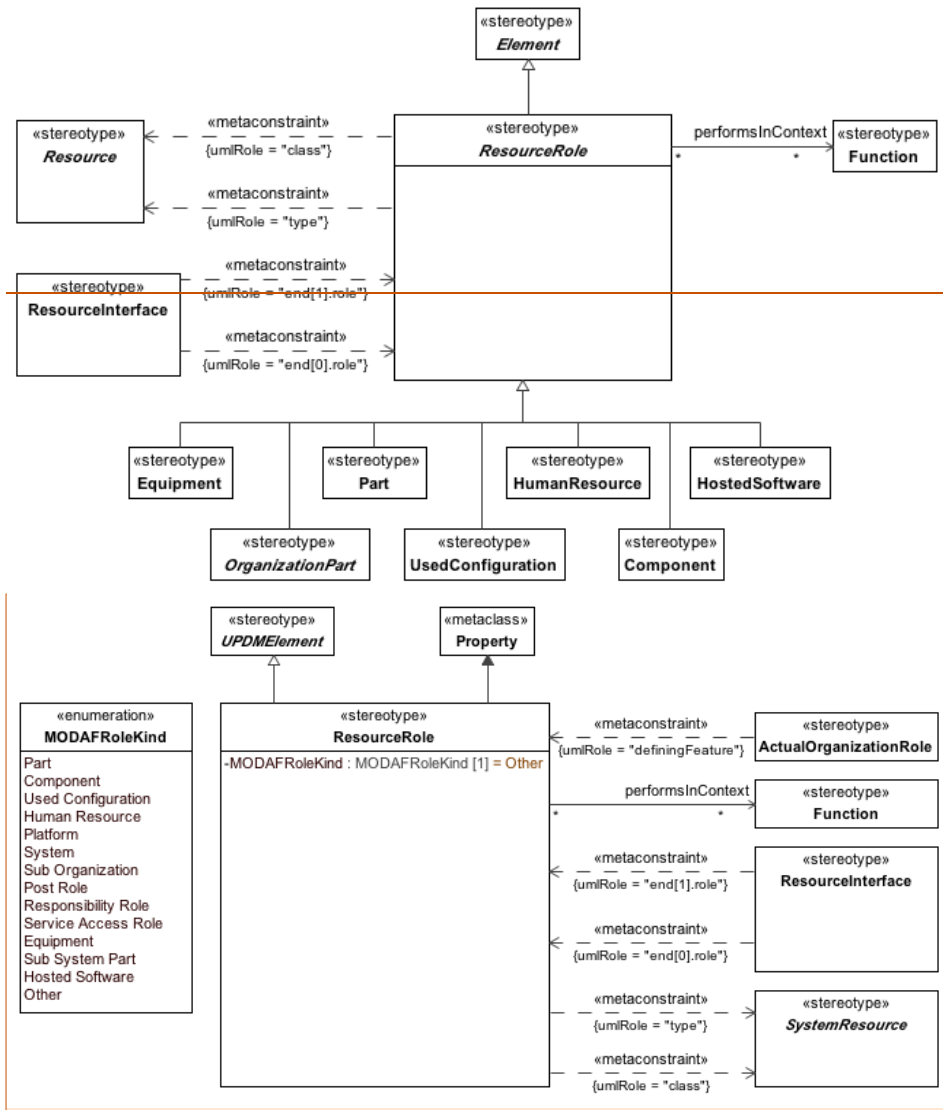 «stereotype»
Element
«stereotype»
Resource
«metaconstraint»
{umlRole = "class"}
«metaconstraint»
{umlRole = "type"}
«stereotype»
ResourceRole
performsInContext
*
*
«stereotype»
Function
«stereotype»
ResourceInterface
«metaconstraint»
{umlRole = "end[1].role"}
«metaconstraint»
{umlRole = "end[0].role"}
«stereotype»
Equipment
«stereotype»
Part
«stereotype»
HumanResource
«stereotype»
HostedSoftware
«stereotype»
OrganizationPart
«stereotype»
UsedConfiguration
«stereotype»
Component
«stereotype»
UPDMElement
«metaclass»
Property
«enumeration»
MODAFRoleKind
Part
Component
Used Configuration
Human Resource
Platform
System
Sub Organization
Post Role
Responsibility Role
Service Access Role
Equipment
Sub System Part
Hosted Software
Other
«stereotype»
ResourceRole
-MODAFRoleKind : MODAFRoleKind [1] = Other
«metaconstraint»
{umlRole = "definingFeature"}
«stereotype»
ActualOrganizationRole
performsInContext
*
*
«stereotype»
Function
«metaconstraint»
{umlRole = "end[1].role"}
«metaconstraint»
{umlRole = "end[0].role"}
«stereotype»
ResourceInterface
«metaconstraint»
{umlRole = "type"}
«metaconstraint»
{umlRole = "class"}
«stereotype»
SystemResource